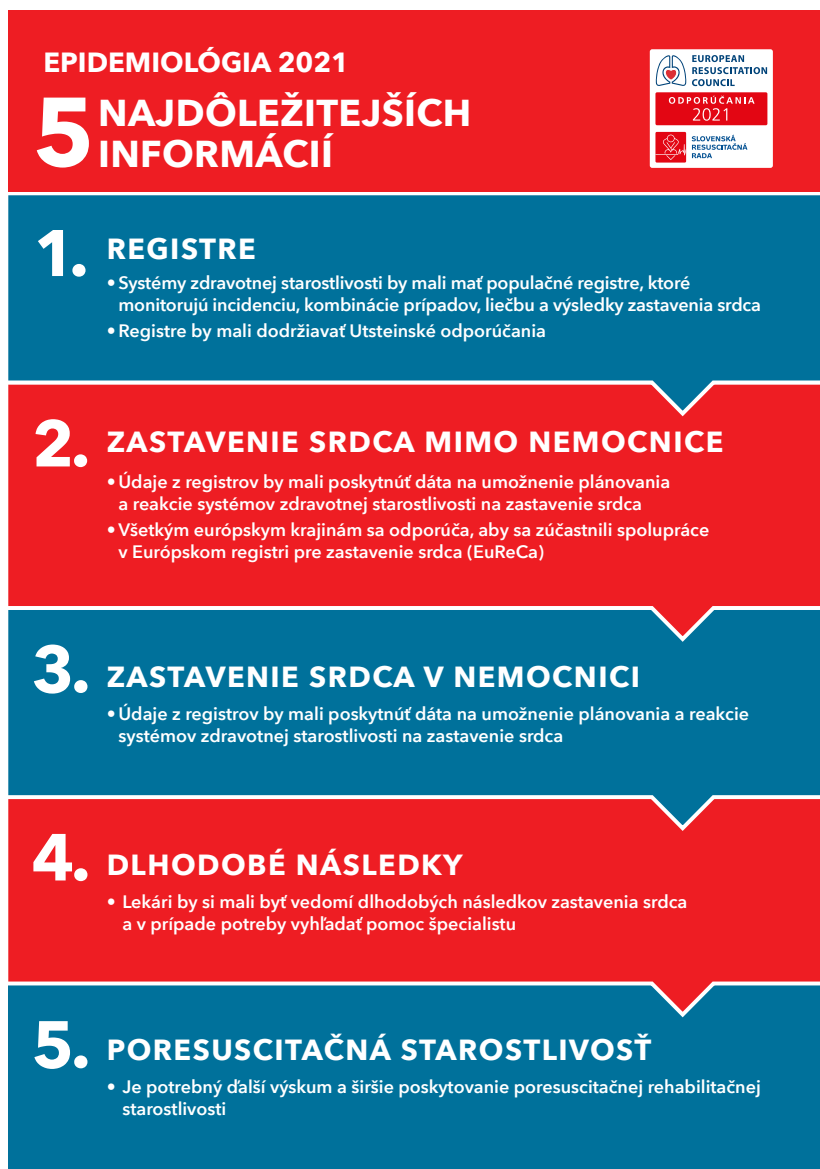 EPIDEMIOLÓGIA 2021
5 NAJDÔLEŽITEJŠÍCH
INFORMÁCIÍ
EUROPEAN
RESUSCITATION
COUNCIL
ODPORÚČANIA
2021
SLOVENSKÁ
RESUSCITAČNÁ
RADA
1. REGISTRE
• Systémy zdravotnej starostlivosti by mali mať populačné registre, ktoré
monitorujú incidenciu, kombinácie prípadov, liečbu a výsledky zastavenia srdca
• Registre by mali dodržiavať Utsteinské odporúčania
2. ZASTAVENIE SRDCA MIMO NEMOCNICE
• Údaje z registrov by mali poskytnúť dáta na umožnenie plánovania
a reakcie systémov zdravotnej starostlivosti na zastavenie srdca
• Všetkým európskym krajinám sa odporúča, aby sa zúčastnili spolupráce
v Európskom registri pre zastavenie srdca (EuReCa)
3. ZASTAVENIE SRDCA V NEMOCNICI
• Údaje z registrov by mali poskytnúť dáta na umožnenie plánovania a reakcie
systémov zdravotnej starostlivosti na zastavenie srdca
4. DLHODOBÉ NÁSLEDKY
• Lekári by si mali byť vedomí dlhodobých následkov zastavenia srdca
a v prípade potreby vyhľadať pomoc špecialistu
5. PORESUSCITAČNÁ STAROSTLIVOSŤ
• Je potrebný ďalší výskum a širšie poskytovanie poresuscitačnej rehabilitačnej
starostlivosti